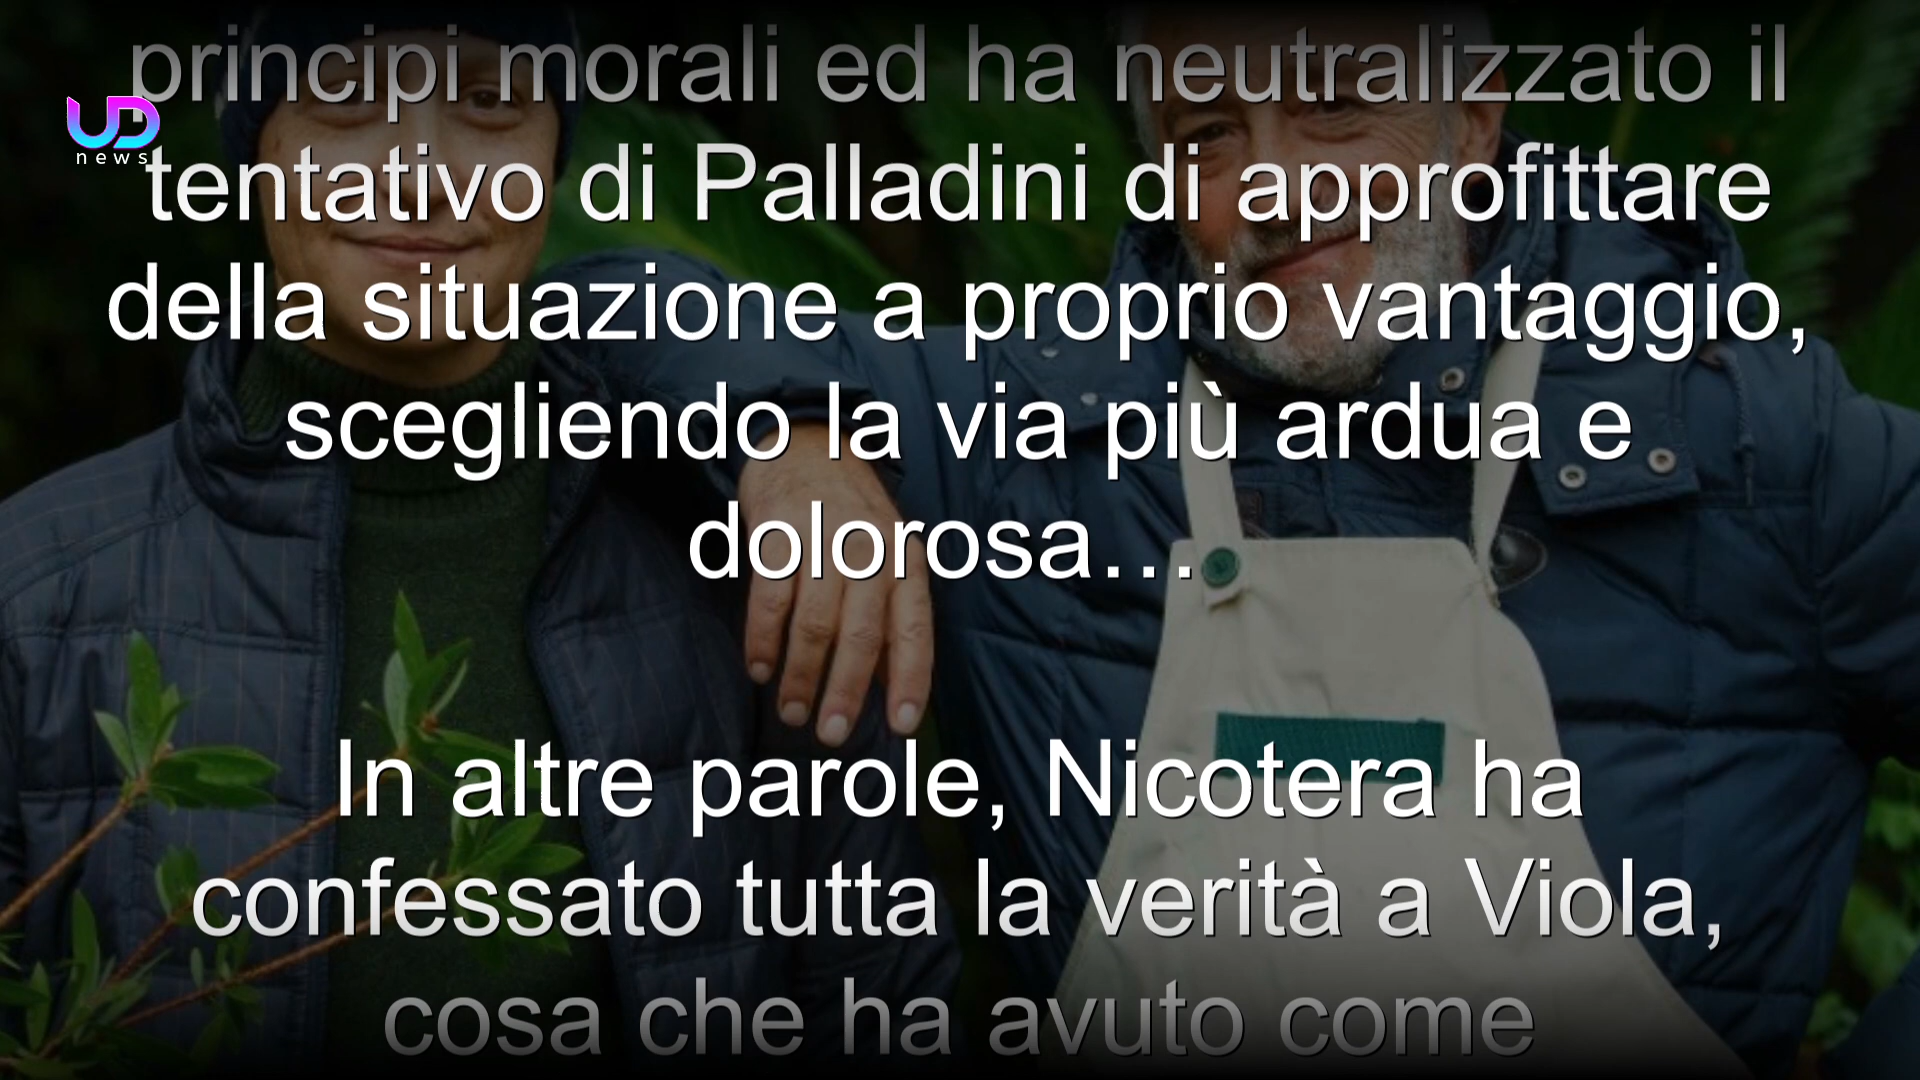 principi morali ed ha neutralizzato il
UD
news
tentativo di Palladini di approfittare
della situazione a proprio vantaggio,
scegliendo la via più ardua e
dolorosa…
In altre parole, Nicotera ha
confessato tutta la verità a Viola,
cosa che ha avuto come